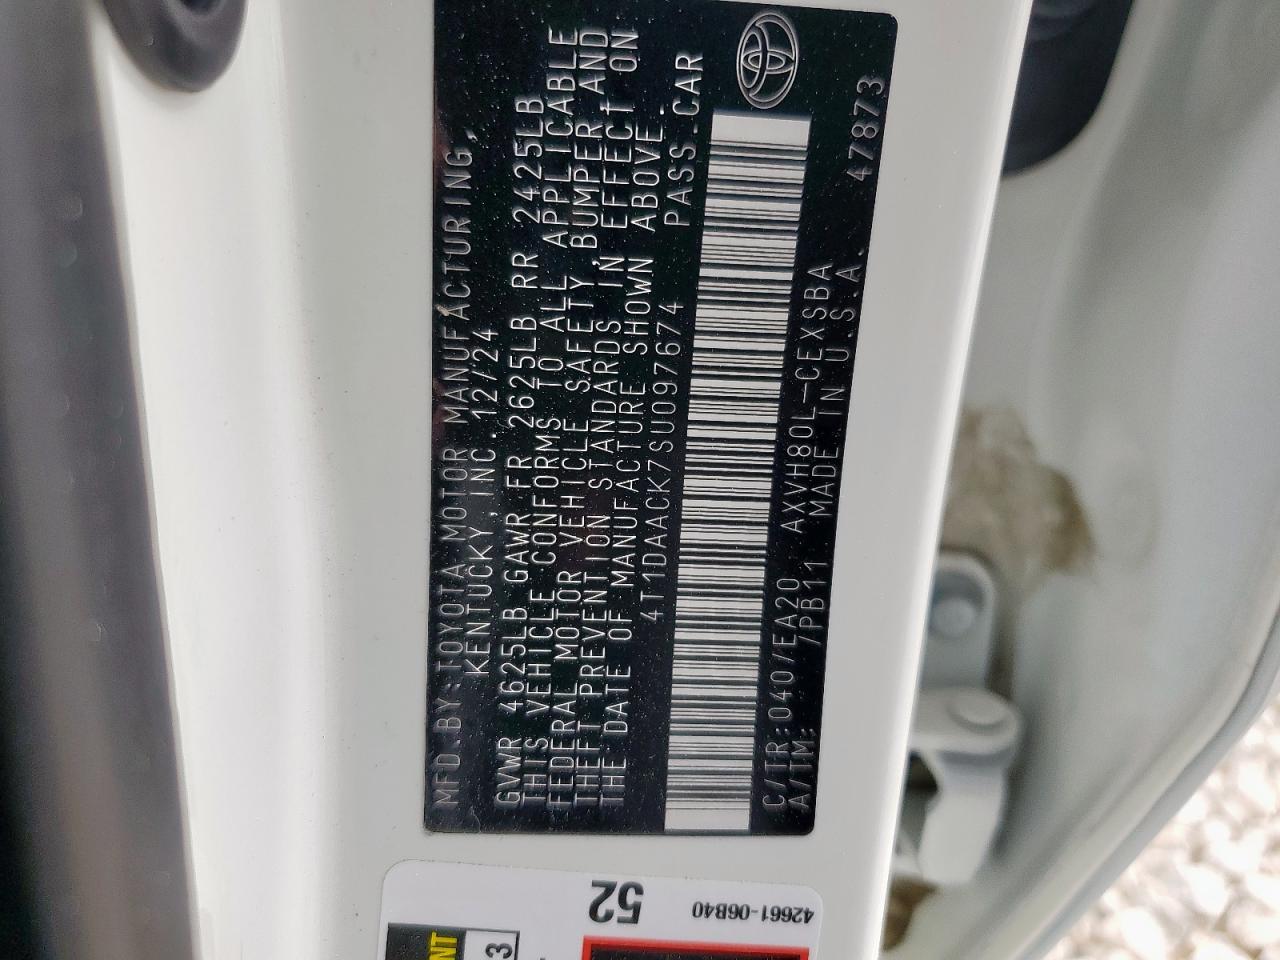 MFD.BY:TOYOTA MOTOR MANUFACTURING,
KENTUCKY,INC. 12/24
GVWR 4625LB GAWR FR 2625LB RR 2425LB
THIS VEHICLE CONFORMS TO ALL APPLICABLE
FEDERAL MOTOR VEHICLE SAFETY,BUMPER AND
THEFT PREVENTION STANDARDS IN EFFECT ON
THE DATE OF MANUFACTURE SHOWN ABOVE.
4T1DAACK7SU097674 PASS.CAR
C/TR:040/EA20 AXVH80L-CEXSBA
A/TM: /PB11 MADE IN U.S.A. 47873
52
42661-06B40
3